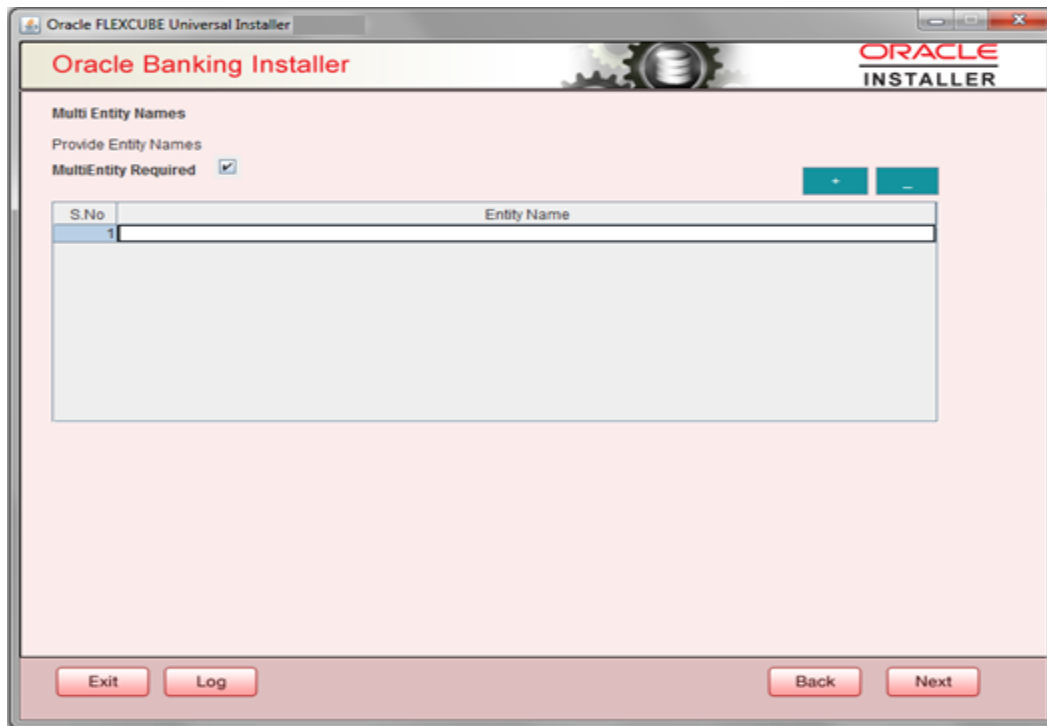 Oracle FLEXCUBE Universal Installer
Oracle Banking Installer
ORACLE
INSTALLER
Multi Entity Names
Provide Entity Names
MultiEntity Required
+ _
S.No Entity Name
1
Exit Log Back Next